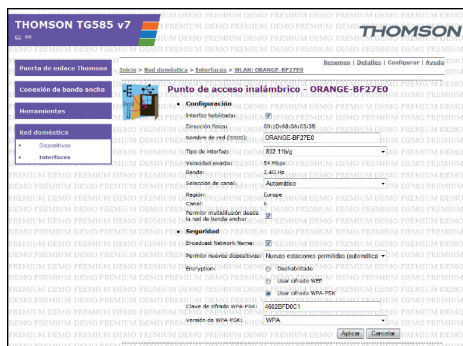 THOMSON TG585 v7
es
THOMSON
Resumen | Detalles | Configurar | Ayuda
Puerta de enlace Thomson
Inicio > Red doméstica > Interfaces > WLAN: ORANGE-BF27E0
Conexión de banda ancha
Punto de acceso inalámbrico - ORANGE-BF27E0
Herramientas
Red doméstica
Dispositivos
Interfaces
Configuración
Interfaz habilitada:
Dirección física:
Nombre de red (SSID): ORANGE-BF27E0
Tipo de interfaz: 802.11b/g
Velocidad exacta: 54 Mbps
Banda: 2.4G Hz
Selección de canal: Automático
Región: Europe
Canal: 6
Permitir multidifusión desde
la red de banda ancha:
Seguridad
Broadcast Network Name:
Permitir nuevos dispositivos: Nuevas estaciones permitidas (automático
Encryption: Deshabilitado
Usar cifrado WEP
Usar cifrado WPA-PSK
Clave de cifrado WPA-PSK:
Versión de WPA-PSK: WPA
Aplicar Cancelar
PREMIUM DEMO